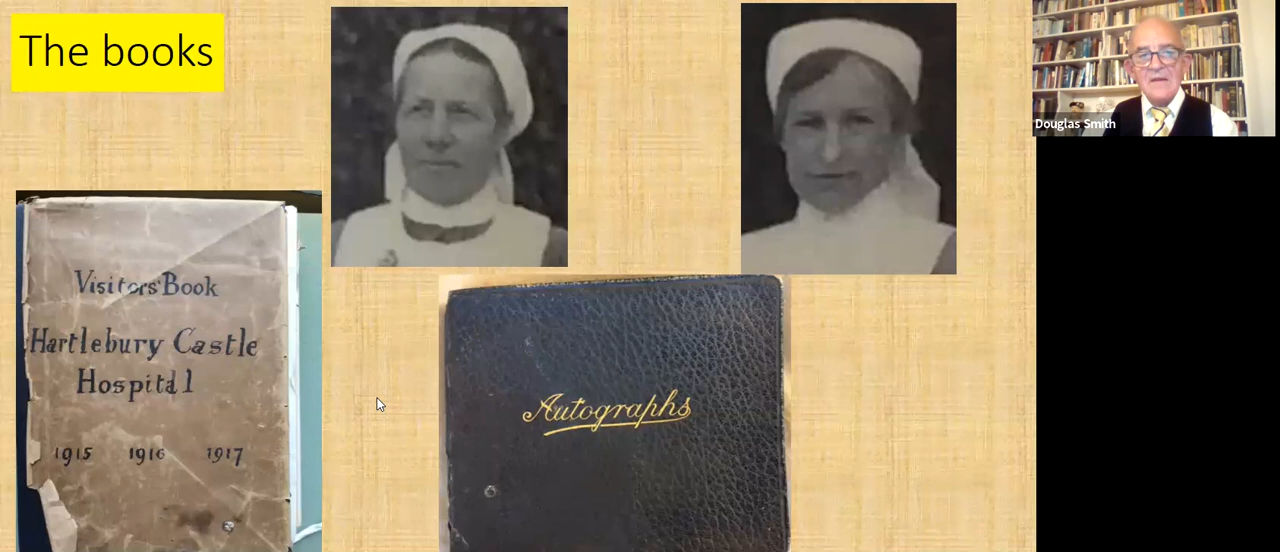 The books
Douglas Smith
Visitors' Book
Hartlebury Castle
Hospital
1915 1916 1917
Autographs